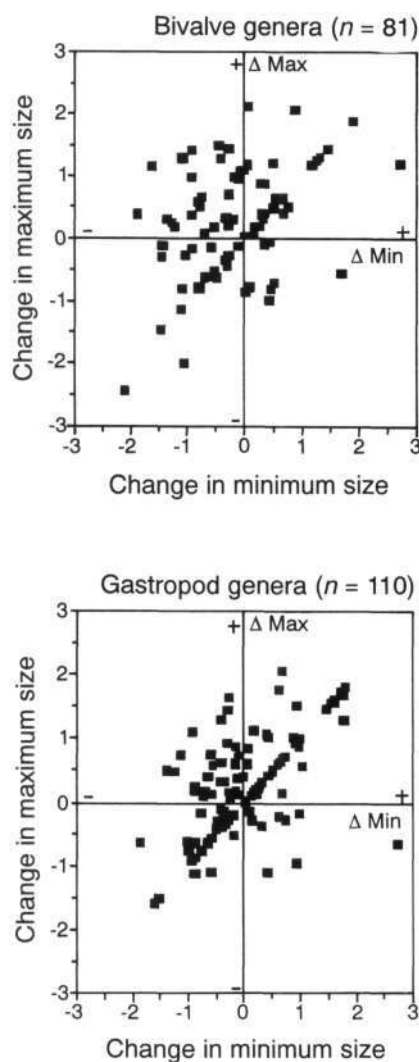 Bivalve genera (n = 81)
3
+ Δ Max
2
1
0
- Δ Min
-1
-2
-3
-
-3 -2 -1 0 1 2 3
Change in maximum size
Change in minimum size
Gastropod genera (n = 110)
3
+ Δ Max
2
1
- +
0
Δ Min
-1
-2
-3
-
-3 -2 -1 0 1 2 3
Change in maximum size
Change in minimum size